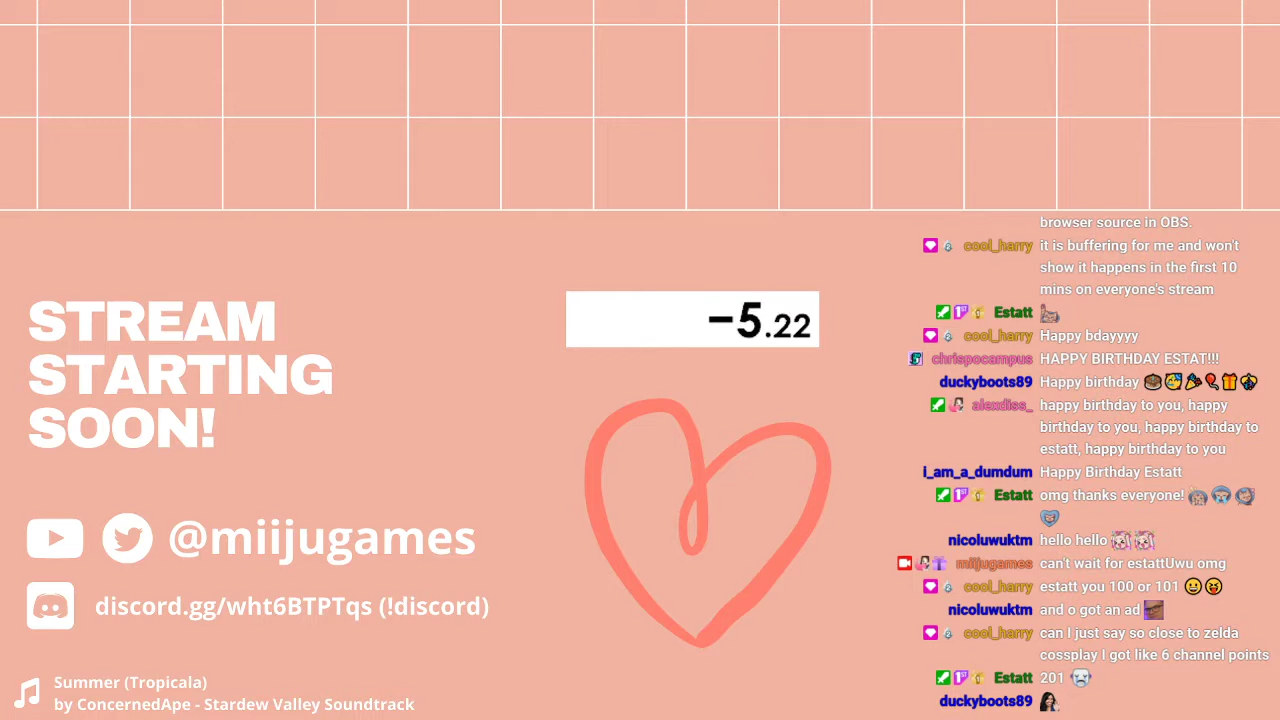 STREAM
STARTING
SOON!
@miijugames
discord.gg/wht6BTPTqs (!discord)
Summer (Tropicala)
by ConcernedApe - Stardew Valley Soundtrack
-5.22
browser source in OBS.
cool_harry it is buffering for me and won't
show it happens in the first 10
mins on everyone's stream
Estatt
cool_harry Happy bdayyyy
chrispocampus HAPPY BIRTHDAY ESTAT!!!
duckyboots89 Happy birthday
alexdise_ happy birthday to you, happy
birthday to you, happy birthday to
estatt, happy birthday to you
i_am_a_dumdum Happy Birthday Estatt
Estatt omg thanks everyone!
nicoluwuktm hello hello
miijugames can't wait for estattUwu omg
cool_harry estatt you 100 or 101
nicoluwuktm and o got an ad
cool_harry can I just say so close to zelda
cossplay I got like 6 channel points
Estatt 201
duckyboots89